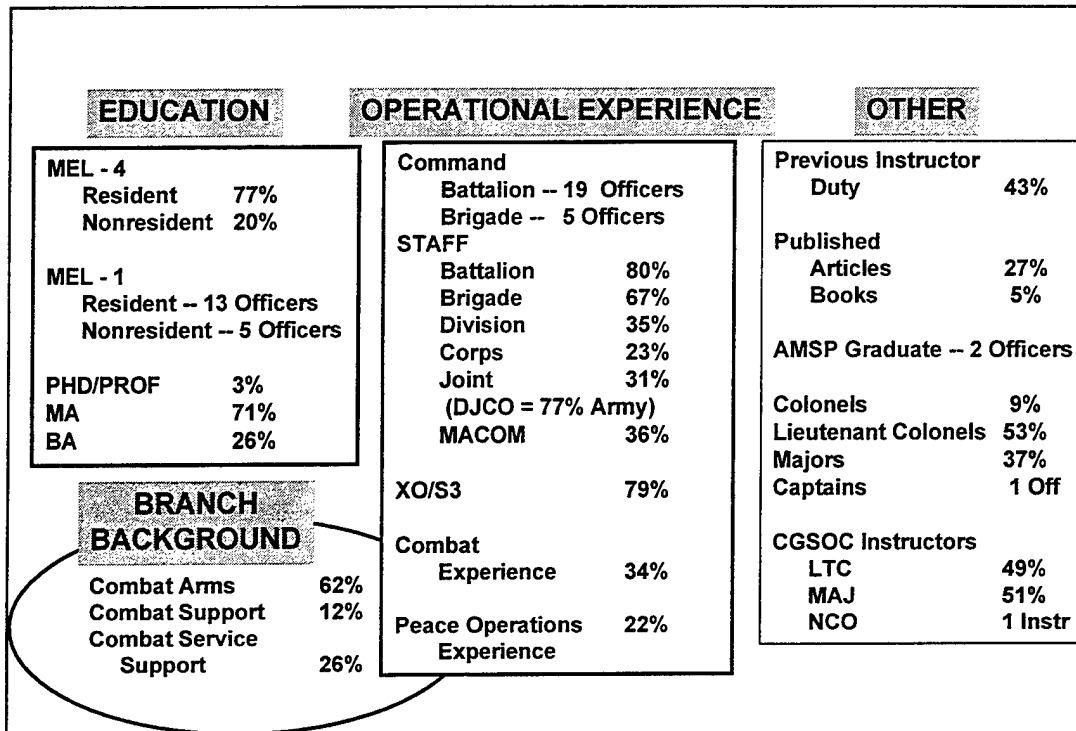 EDUCATION
MEL - 4
Resident 77%
Nonresident 20%
MEL - 1
Resident -- 13 Officers
Nonresident -- 5 Officers
PHD/PROF 3%
MA 71%
BA 26%
BRANCH
BACKGROUND
Combat Arms 62%
Combat Support 12%
Combat Service
Support 26%
OPERATIONAL EXPERIENCE
Command
Battalion -- 19 Officers
Brigade -- 5 Officers
STAFF
Battalion 80%
Brigade 67%
Division 35%
Corps 23%
Joint 31%
(DJCO = 77% Army)
MACOM 36%
XO/S3 79%
Combat
Experience 34%
Peace Operations 22%
Experience
OTHER
Previous Instructor
Duty 43%
Published
Articles 27%
Books 5%
AMSP Graduate -- 2 Officers
Colonels 9%
Lieutenant Colonels 53%
Majors 37%
Captains 1 Off
CGSOC Instructors
LTC 49%
MAJ 51%
NCO 1 Instr